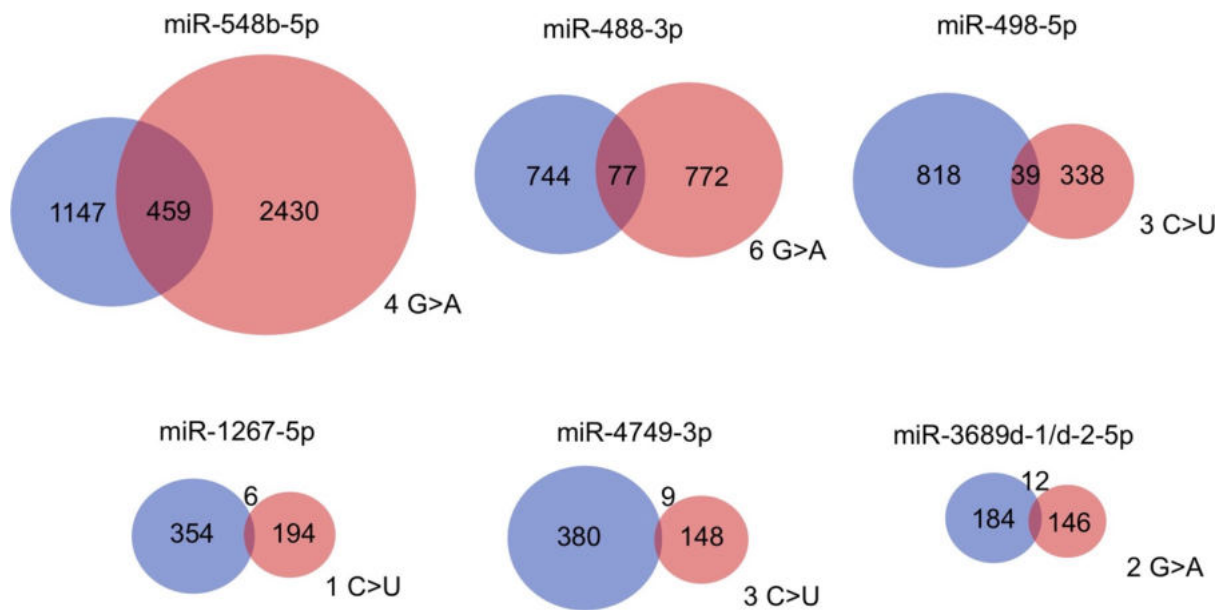 miR-548b-5p
1147 459 2430
4 G>A
miR-488-3p
744 77 772
6 G>A
miR-498-5p
818 39 338
3 C>U
miR-1267-5p
6
354 194
1 C>U
miR-4749-3p
9
380 148
3 C>U
miR-3689d-1/d-2-5p
12
184 146
2 G>A